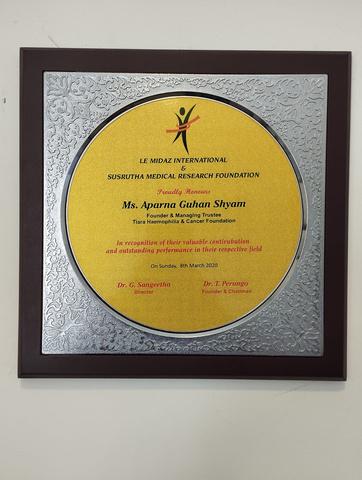 LE MIDAZ INTERNATIONAL
&
SUSRUTHA MEDICAL RESEARCH FOUNDATION
Proudly Honours
Ms. Aparna Guhan Shyam
Founder & Managing Trustee
Tiara Haemophilia & Cancer Foundation
In recognition of their valuable contirubution
and outstanding performance in their respective field
On Sunday, 8th March 2020
Dr. G. Sangeetha Dr. T. Perungo
Director Founder & Chairman